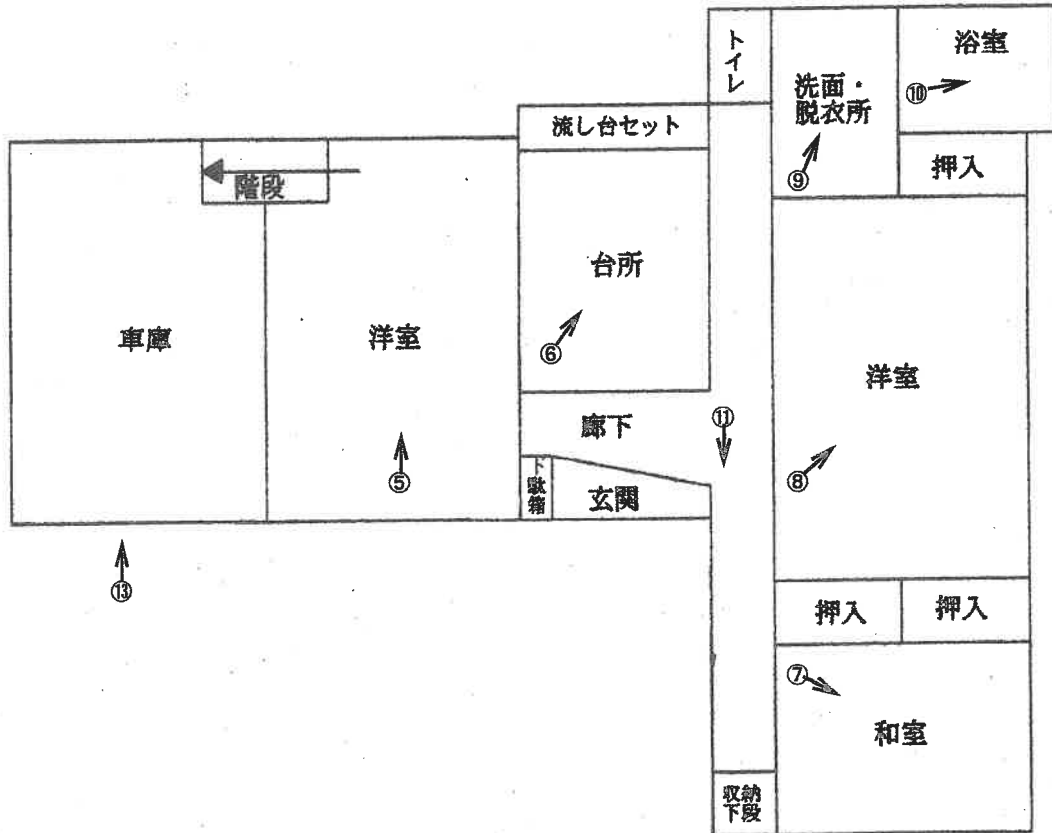 トイレ
浴室
⑩
洗面・
脱衣所
⑨
流し台セット
押入
階段
台所
⑥
車庫
洋室
洋室
廊下
⑪
⑤
⑧
下駄箱
玄関
⑬
押入
押入
⑦
和室
収納
下段